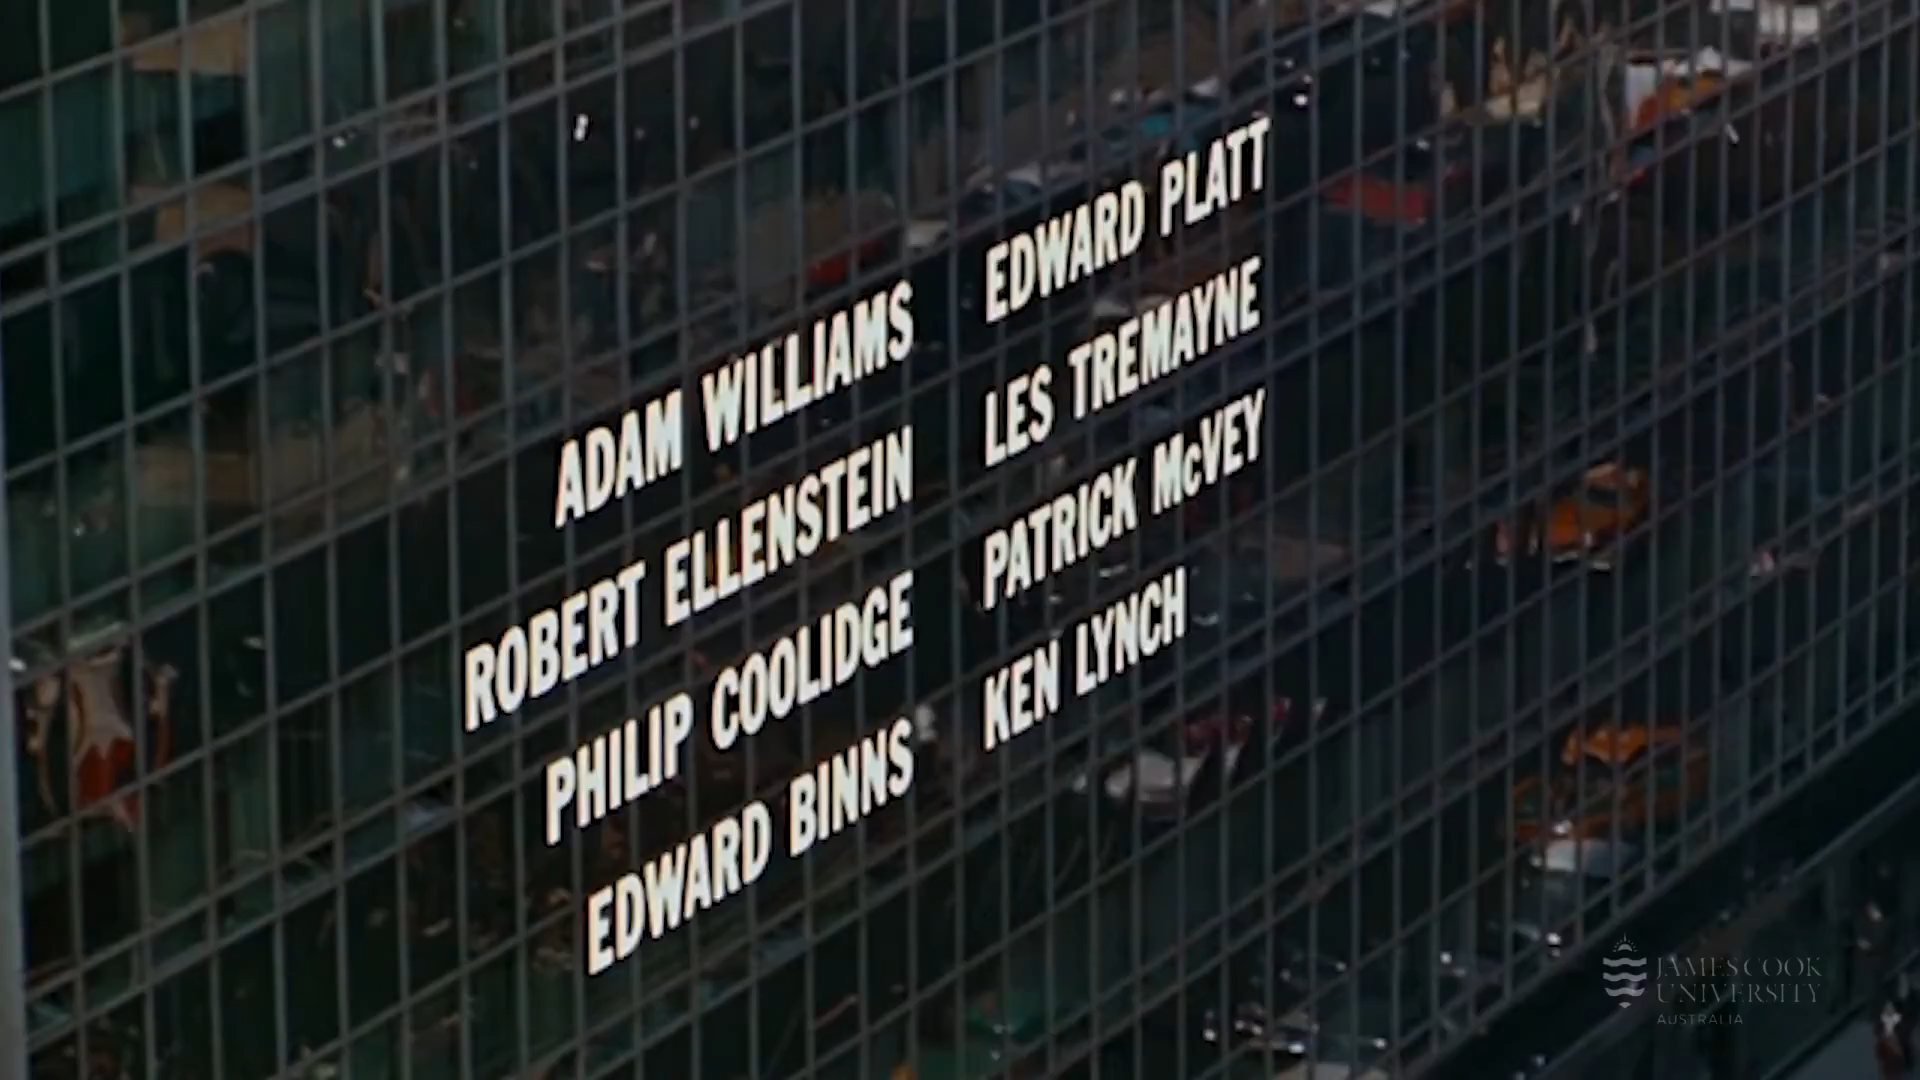 ADAM WILLIAMS
ROBERT ELLENSTEIN
PHILIP COOLIDGE
EDWARD BINNS
EDWARD PLATT
LES TREMAYNE
PATRICK McVEY
KEN LYNCH
JAMES COOK
UNIVERSITY
AUSTRALIA